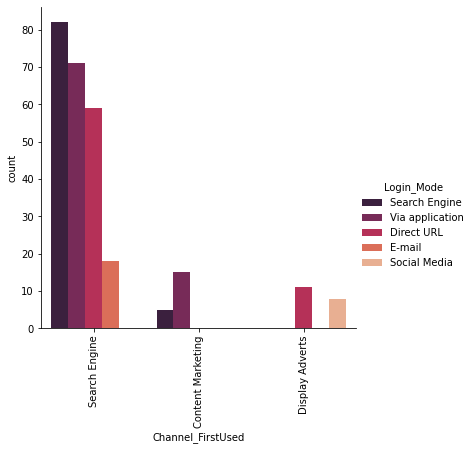 80
70
60
50
40
30
20
10
0
count
Search Engine
Content Marketing
Display Adverts
Channel_FirstUsed
Login_Mode
Search Engine
Via application
Direct URL
E-mail
Social Media